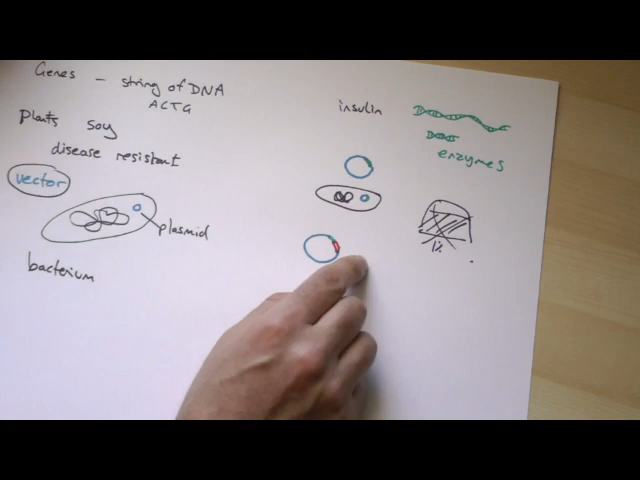 Genes – string of DNA
ACTG
plants soy
disease resistant
vector
plasmid
bacterium
insulin
enzymes